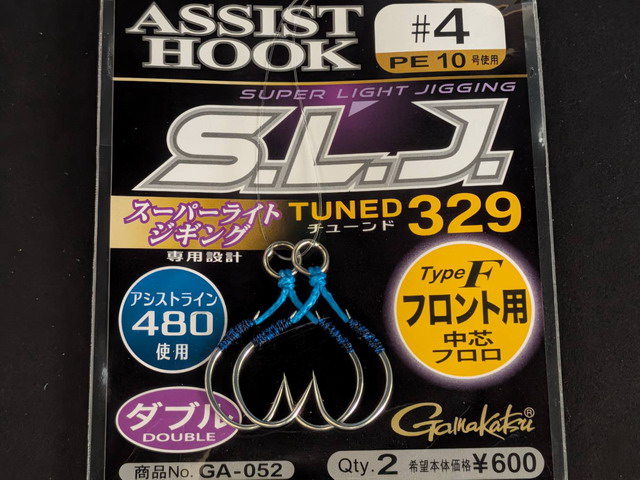 ASSIST
HOOK
#4
PE 10号使用
SUPER LIGHT JIGGING
S.L.J.
スーパーライト
ジギング
専用設計
TUNED 329
チューンド
アシストライン
480
使用
Type F
フロント用
中芯
フロロ
ダブル
DOUBLE
Gamakatsu®
商品No. GA-052
Qty. 2 希望本体価格 ¥600